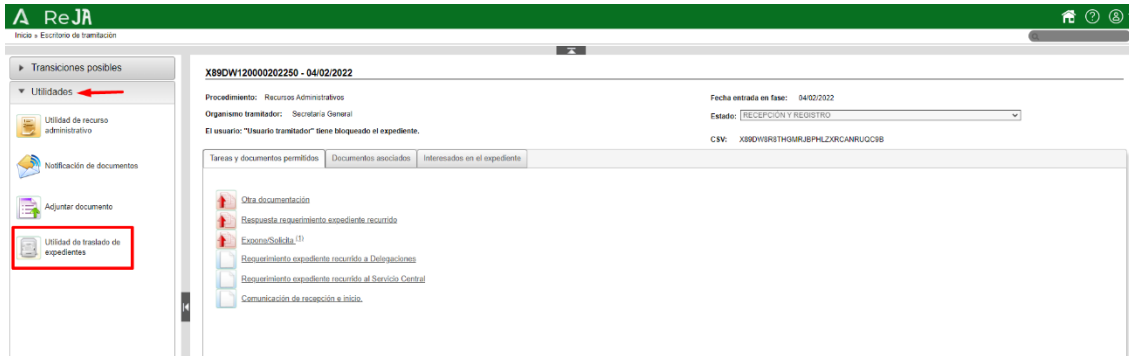 ReJA
Inicio » Escritorio de tramitación
Transiciones posibles
Utilidades
Utilidad de recurso
administrativo
Notificación de documentos
Adjuntar documento
Utilidad de traslado de
expedientes
X89DW120000202250 - 04/02/2022
Procedimiento: Recursos Administrativos
Organismo tramitador: Secretaría General
El usuario: "Usuario tramitador" tiene bloqueado el expediente.
Fecha entrada en fase: 04/02/2022
Estado: RECEPCIÓN Y REGISTRO
CSV: X89DW8R8THGMRJBPHLZXRCANRUQC9B
Tareas y documentos permitidos
Documentos asociados
Interesados en el expediente
Otra documentación
Respuesta requerimiento expediente recurrido
Expone/Solicita (1)
Requerimiento expediente recurrido a Delegaciones
Requerimiento expediente recurrido al Servicio Central
Comunicación de recepción e inicio.